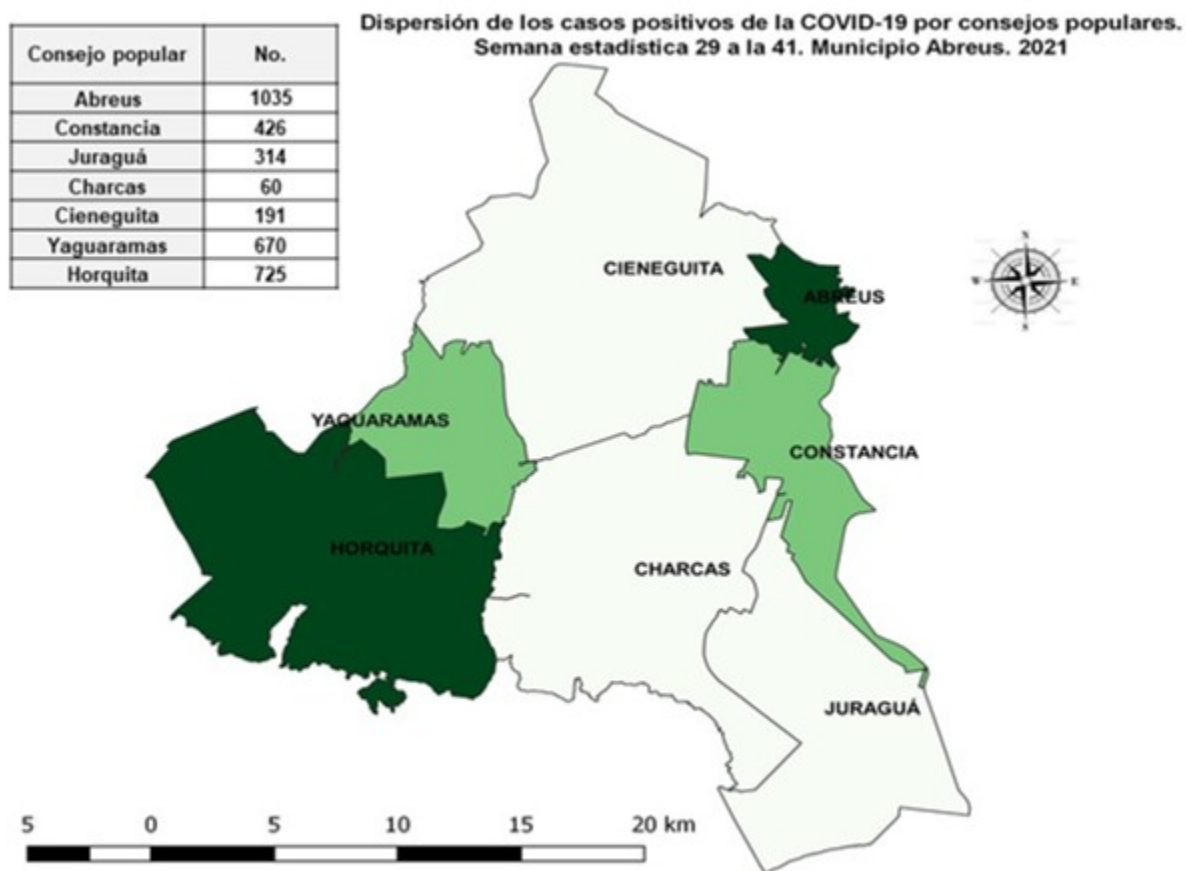 Dispersión de los casos positivos de la COVID-19 por consejos populares.
Semana estadística 29 a la 41. Municipio Abreus. 2021
Consejo popular No.
Abreus 1035
Constancia 426
Juraguá 314
Charcas 60
Cieneguita 191
Yaguaramas 670
Horquita 725
N
W E
S
CIENEGUITA
ABREUS
YAGUARAMAS
CONSTANCIA
HORQUITA
CHARCAS
JURAGUÁ
5 0 5 10 15 20 km